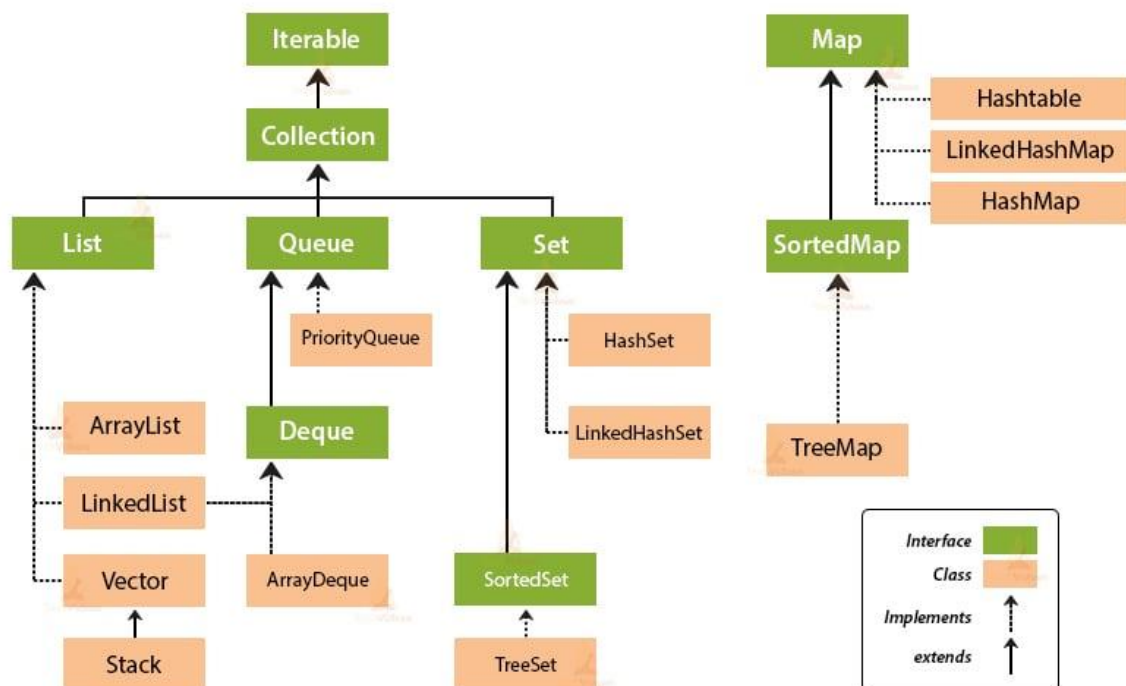 Iterable
Map
Hashtable
Collection
LinkedHashMap
HashMap
List
Queue
Set
SortedMap
PriorityQueue
HashSet
ArrayList
Deque
LinkedHashSet
TreeMap
LinkedList
Interface
Vector
ArrayDeque
SortedSet
Class
Implements
Stack
TreeSet
extends